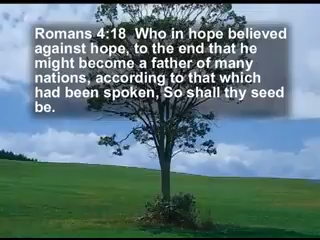 Romans 4:18  Who in hope believed
against hope, to the end that he
might become a father of many
nations, according to that which
had been spoken, So shall thy seed
be.